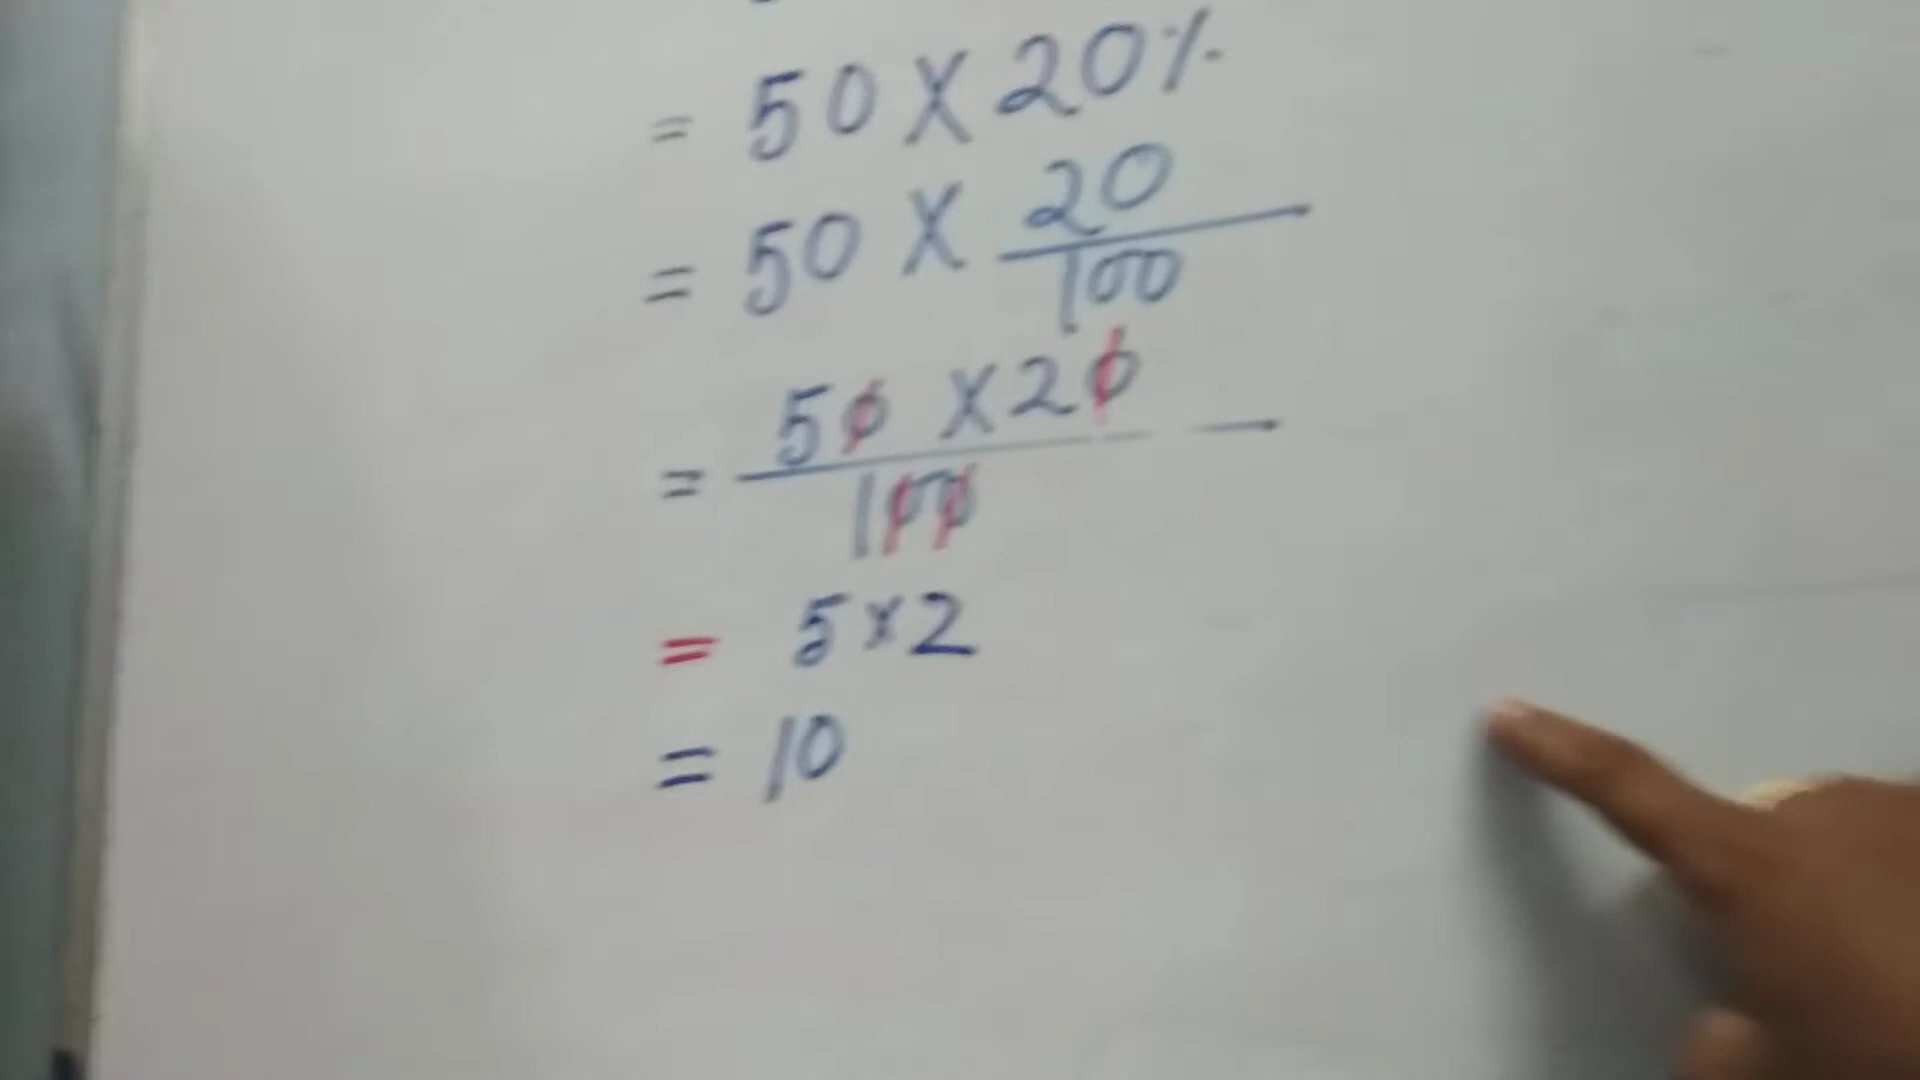 = 50 X 20%
= 50 X 20/100
= 50 X 20/100
= 5 x 2
= 10